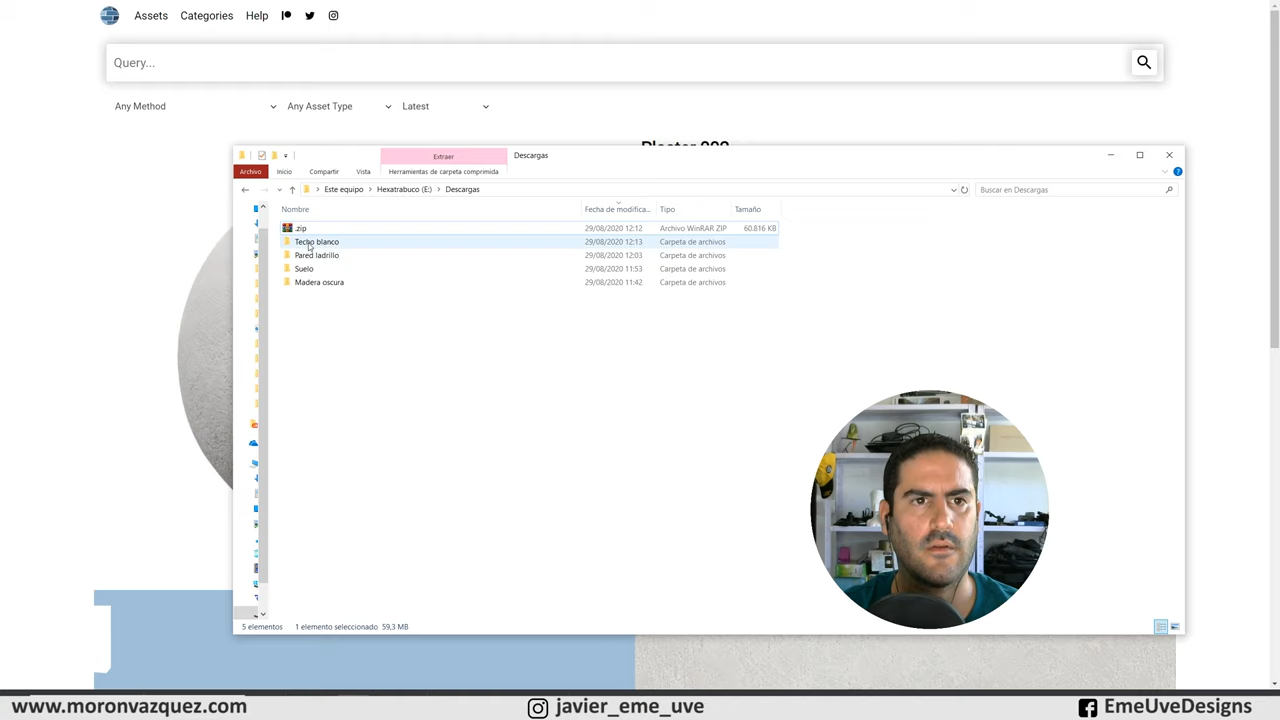 Assets Categories Help
Query...
Any Method Any Asset Type Latest
Extraer Descargas
Archivo Inicio Compartir Vista Herramientas de carpeta comprimida
Este equipo Hexatrabuco (E:) Descargas Buscar en Descargas
Nombre Fecha de modifica... Tipo Tamaño
.zip 29/08/2020 12:12 Archivo WinRAR ZIP 60.816 KB
Techo blanco 29/08/2020 12:13 Carpeta de archivos
Pared ladrillo 29/08/2020 12:03 Carpeta de archivos
Suelo 29/08/2020 11:53 Carpeta de archivos
Madera oscura 29/08/2020 11:42 Carpeta de archivos
5 elementos 1 elemento seleccionado 59,3 MB
www.moronvazquez.com javier_eme_uve EmeUveDesigns